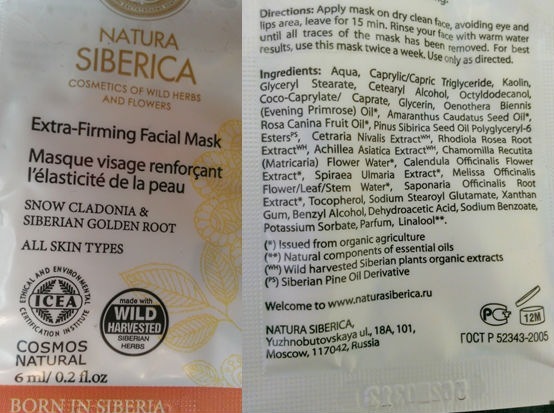 NATURA
SIBERICA
COSMETICS OF WILD HERBS
AND FLOWERS
Extra-Firming Facial Mask
Masque visage renforçant
l'élasticité de la peau
SNOW CLADONIA &
SIBERIAN GOLDEN ROOT
ALL SKIN TYPES
ECOLOGICAL AND ENVIRONMENTAL
ICEA
CERTIFICATION INSTITUTE
made with
WILD
HARVESTED
SIBERIAN
HERBS
COSMOS
NATURAL
6 ml/ 0.2 fl.oz
BORN IN SIBERIA
Directions: Apply mask on dry clean face, avoiding eye and
lips area, leave for 15 min. Rinse your face with warm water
until all traces of the mask has been removed. For best
results, use this mask twice a week. Use only as directed.
Ingredients: Aqua, Caprylic/Capric Triglyceride, Kaolin,
Glyceryl Stearate, Cetearyl Alcohol, Octyldodecanol,
Coco-Caprylate/ Caprate, Glycerin, Oenothera Biennis
(Evening Primrose) Oil*, Amaranthus Caudatus Seed Oil*,
Rosa Canina Fruit Oil*, Pinus Sibirica Seed Oil Polyglyceryl-6
Esters(PS), Cetraria Nivalis Extract(WH), Rhodiola Rosea Root
Extract(WH), Achillea Asiatica Extract(WH), Chamomilla Recutita
(Matricaria) Flower Water*, Calendula Officinalis Flower
Extract*, Spiraea Ulmaria Extract*, Melissa Officinalis
Flower/Leaf/Stem Water*, Saponaria Officinalis Root
Extract*, Tocopherol, Sodium Stearoyl Glutamate, Xanthan
Gum, Benzyl Alcohol, Dehydroacetic Acid, Sodium Benzoate,
Potassium Sorbate, Parfum, Linalool**.
(*) Issued from organic agriculture
(**) Natural components of essential oils
(WH) Wild harvested Siberian plants organic extracts
(PS) Siberian Pine Oil Derivative
Welcome to www.naturasiberica.ru
NATURA SIBERICA,
Yuzhnobutovskaya ul., 18A, 101,
Moscow, 117042, Russia
12M
ГОСТ Р 52343-2005